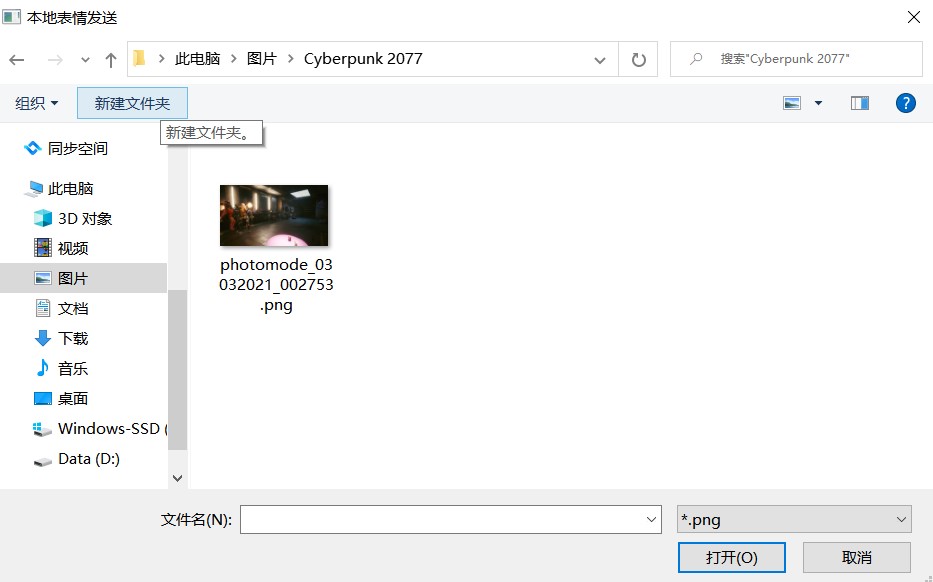 本地表情发送
此电脑 图片 Cyberpunk 2077
搜索"Cyberpunk 2077"
组织 新建文件夹
?
新建文件夹。
同步空间
此电脑
3D 对象
视频
图片
文档
下载
音乐
桌面
Windows-SSD (
Data (D:)
photomode_03
032021_002753
.png
文件名(N):
*.png
打开(O) 取消